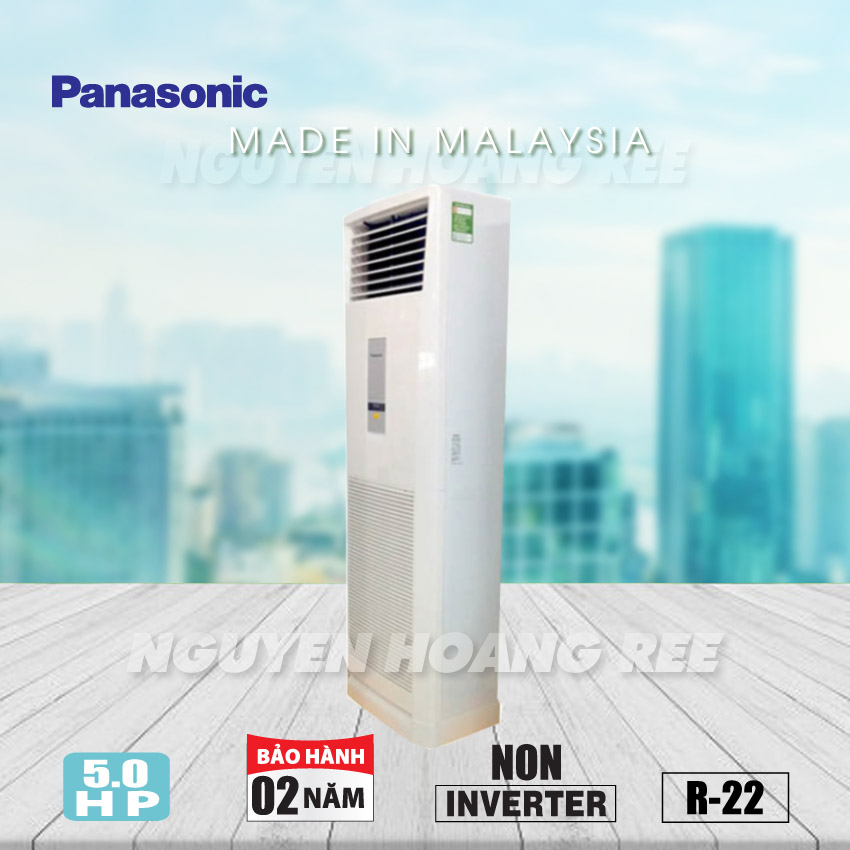 Panasonic
MADE IN MALAYSIA
NGUYEN HOANG REE
Panasonic
NGUYEN HOANG REE
5.0
HP
BẢO HÀNH
02 NĂM
NON
INVERTER
R-22